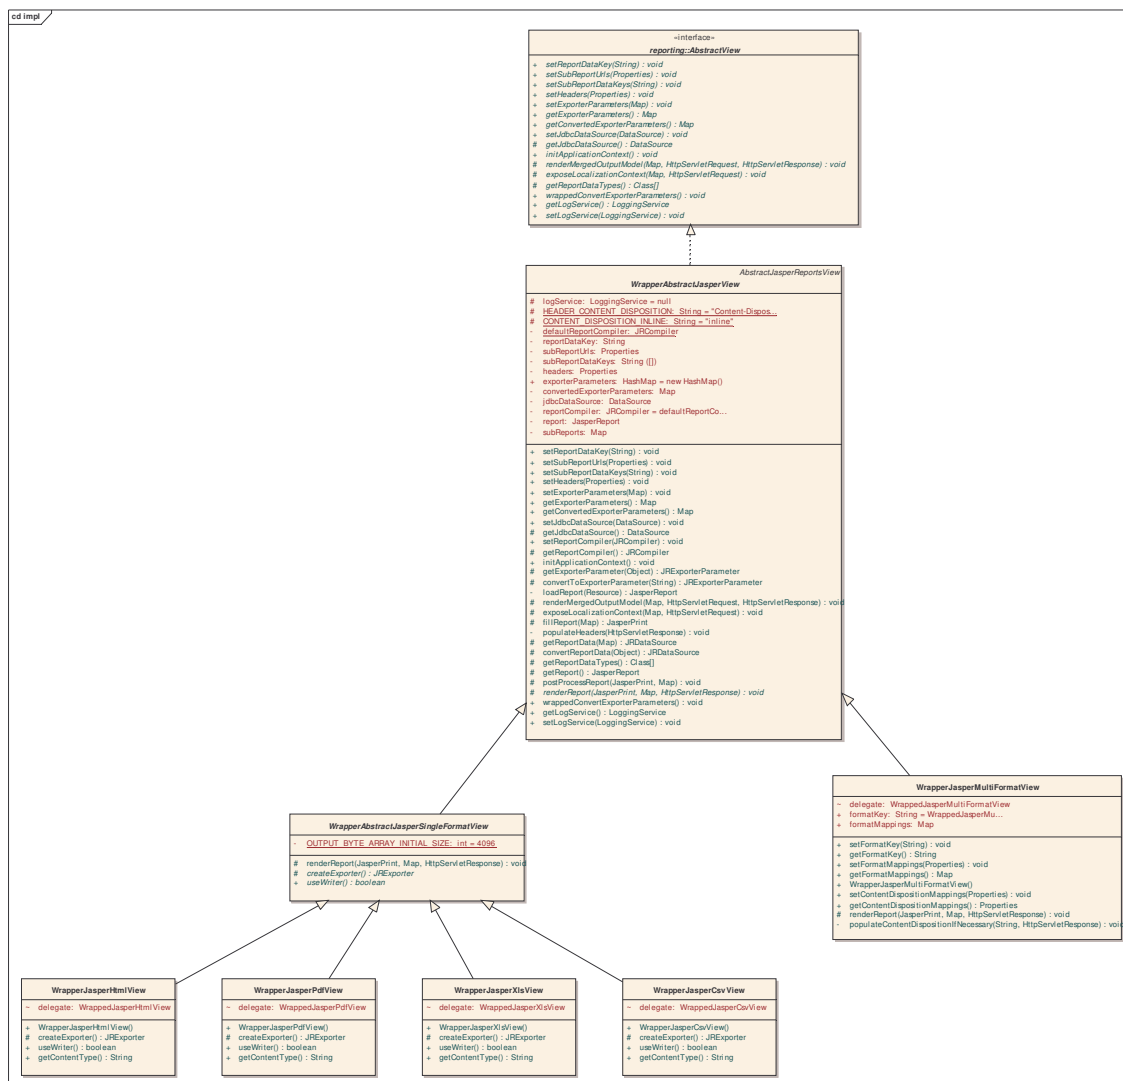 cd impl
«interface»
reporting::AbstractView
+ setReportDataKey(String) : void
+ setSubReportUrls(Properties) : void
+ setSubReportDataKeys(String) : void
+ setHeaders(Properties) : void
+ setExporterParameters(Map) : void
+ getExporterParameters() : Map
+ getConvertedExporterParameters() : Map
+ setJdbcDataSource(DataSource) : void
# getJdbcDataSource() : DataSource
+ initApplicationContext() : void
# renderMergedOutputModel(Map, HttpServletRequest, HttpServletResponse) : void
# exposeLocalizationContext(Map, HttpServletRequest) : void
# getReportDataTypes() : Class[]
+ wrappedConvertExporterParameters() : void
+ getLogService() : LoggingService
+ setLogService(LoggingService) : void
AbstractJasperReportsView
WrapperAbstractJasperView
# logService: LoggingService = null
# HEADER_CONTENT_DISPOSITION: String = "Content-Dispos...
# CONTENT_DISPOSITION_INLINE: String = "inline"
- defaultReportCompiler: JRCompiler
- reportDataKey: String
- subReportUrls: Properties
- subReportDataKeys: String ([])
- headers: Properties
+ exporterParameters: HashMap = new HashMap()
- convertedExporterParameters: Map
- jdbcDataSource: DataSource
- reportCompiler: JRCompiler = defaultReportCo...
- report: JasperReport
- subReports: Map
+ setReportDataKey(String) : void
+ setSubReportUrls(Properties) : void
+ setSubReportDataKeys(String) : void
+ setHeaders(Properties) : void
+ setExporterParameters(Map) : void
+ getExporterParameters() : Map
+ getConvertedExporterParameters() : Map
+ setJdbcDataSource(DataSource) : void
# getJdbcDataSource() : DataSource
+ setReportCompiler(JRCompiler) : void
# getReportCompiler() : JRCompiler
+ initApplicationContext() : void
# getExporterParameter(Object) : JRExporterParameter
# convertToExporterParameter(String) : JRExporterParameter
- loadReport(Resource) : JasperReport
# renderMergedOutputModel(Map, HttpServletRequest, HttpServletResponse) : void
# exposeLocalizationContext(Map, HttpServletRequest) : void
# fillReport(Map) : JasperPrint
- populateHeaders(HttpServletResponse) : void
# getReportData(Map) : JRDataSource
# convertReportData(Object) : JRDataSource
# getReportDataTypes() : Class[]
# getReport() : JasperReport
# postProcessReport(JasperPrint, Map) : void
# renderReport(JasperPrint, Map, HttpServletResponse) : void
+ wrappedConvertExporterParameters() : void
+ getLogService() : LoggingService
+ setLogService(LoggingService) : void
WrapperJasperMultiFormatView
~ delegate: WrappedJasperMultiFormatView
+ formatKey: String = WrappedJasperMu...
+ formatMappings: Map
+ setFormatKey(String) : void
+ getFormatKey() : String
+ setFormatMappings(Properties) : void
+ getFormatMappings() : Map
+ WrapperJasperMultiFormatView()
+ setContentDispositionMappings(Properties) : void
+ getContentDispositionMappings() : Properties
# renderReport(JasperPrint, Map, HttpServletResponse) : void
- populateContentDispositionIfNecessary(String, HttpServletResponse) : void
WrapperAbstractJasperSingleFormatView
- OUTPUT_BYTE_ARRAY_INITIAL_SIZE: int = 4096
# renderReport(JasperPrint, Map, HttpServletResponse) : void
# createExporter() : JRExporter
+ useWriter() : boolean
WrapperJasperHtmlView
~ delegate: WrappedJasperHtmlView
+ WrapperJasperHtmlView()
# createExporter() : JRExporter
+ useWriter() : boolean
+ getContentType() : String
WrapperJasperPdfView
~ delegate: WrappedJasperPdfView
+ WrapperJasperPdfView()
# createExporter() : JRExporter
+ useWriter() : boolean
+ getContentType() : String
WrapperJasperXlsView
~ delegate: WrappedJasperXlsView
+ WrapperJasperXlsView()
# createExporter() : JRExporter
+ useWriter() : boolean
+ getContentType() : String
WrapperJasperCsvView
~ delegate: WrappedJasperCsvView
+ WrapperJasperCsvView()
# createExporter() : JRExporter
+ useWriter() : boolean
+ getContentType() : String